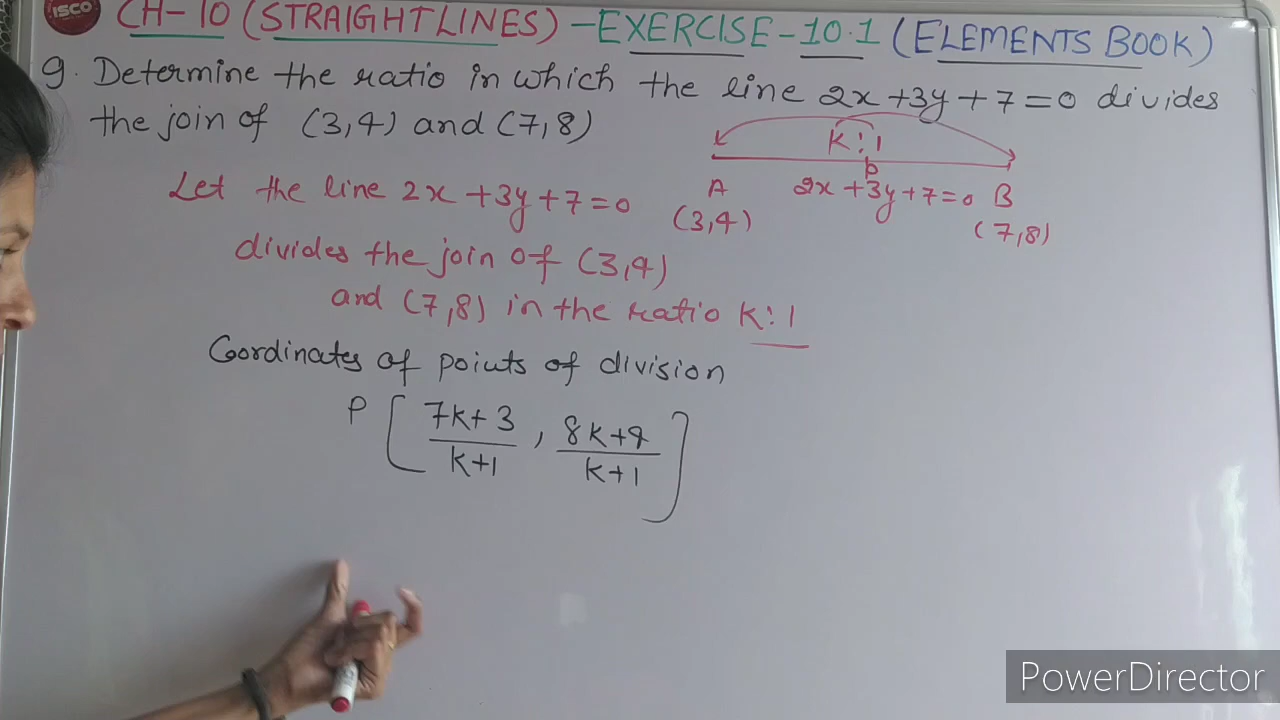 ISCO
CH-10 (STRAIGHT LINES) - EXERCISE-10.1 (ELEMENTS BOOK)
9. Determine the ratio in which the line 2x+3y+7=0 divides
the join of (3,4) and (7,8)
K:1
P
A 2x+3y+7=0 B
(3,4) (7,8)
Let the line 2x+3y+7=0
divides the join of (3,4)
and (7,8) in the ratio K:1
Coordinates of points of division
P [ 7K+3/K+1 , 8K+4/K+1 ]
PowerDirector